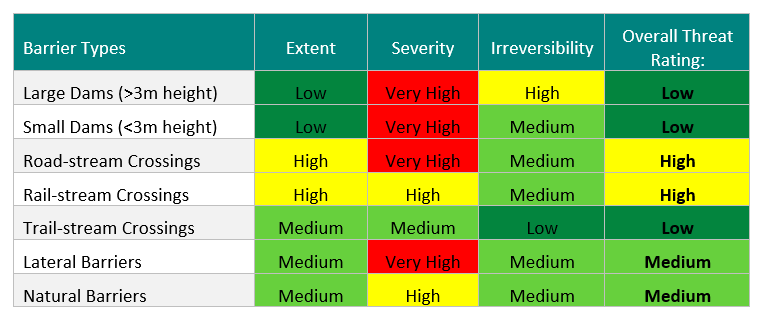 Barrier Types Extent Severity Irreversibility Overall Threat Rating:
Large Dams (>3m height) Low Very High High Low
Small Dams (<3m height) Low Very High Medium Low
Road-stream Crossings High Very High Medium High
Rail-stream Crossings High High Medium High
Trail-stream Crossings Medium Medium Low Low
Lateral Barriers Medium Very High Medium Medium
Natural Barriers Medium High Medium Medium